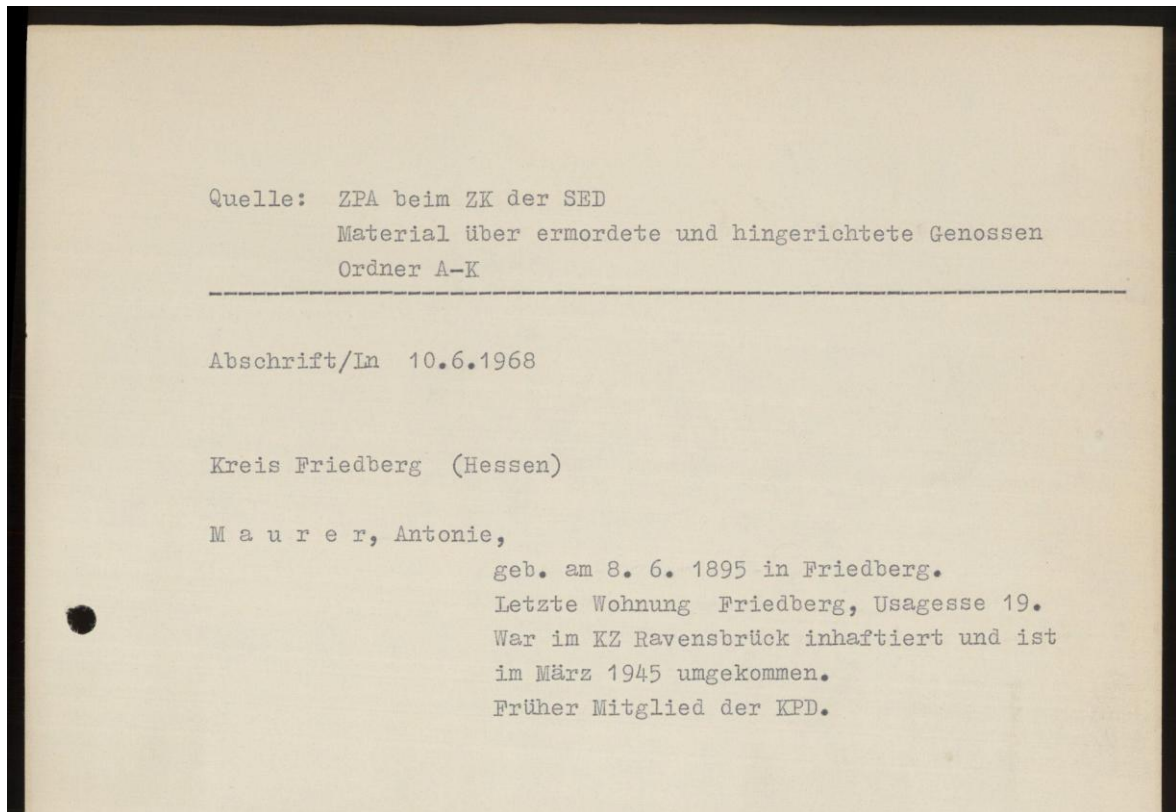 Quelle: ZPA beim ZK der SED
Material über ermordete und hingerichtete Genossen
Ordner A-K
Abschrift/Ln 10.6.1968
Kreis Friedberg (Hessen)
M a u r e r, Antonie,
geb. am 8. 6. 1895 in Friedberg.
Letzte Wohnung Friedberg, Usagesse 19.
War im KZ Ravensbrück inhaftiert und ist
im März 1945 umgekommen.
Früher Mitglied der KPD.